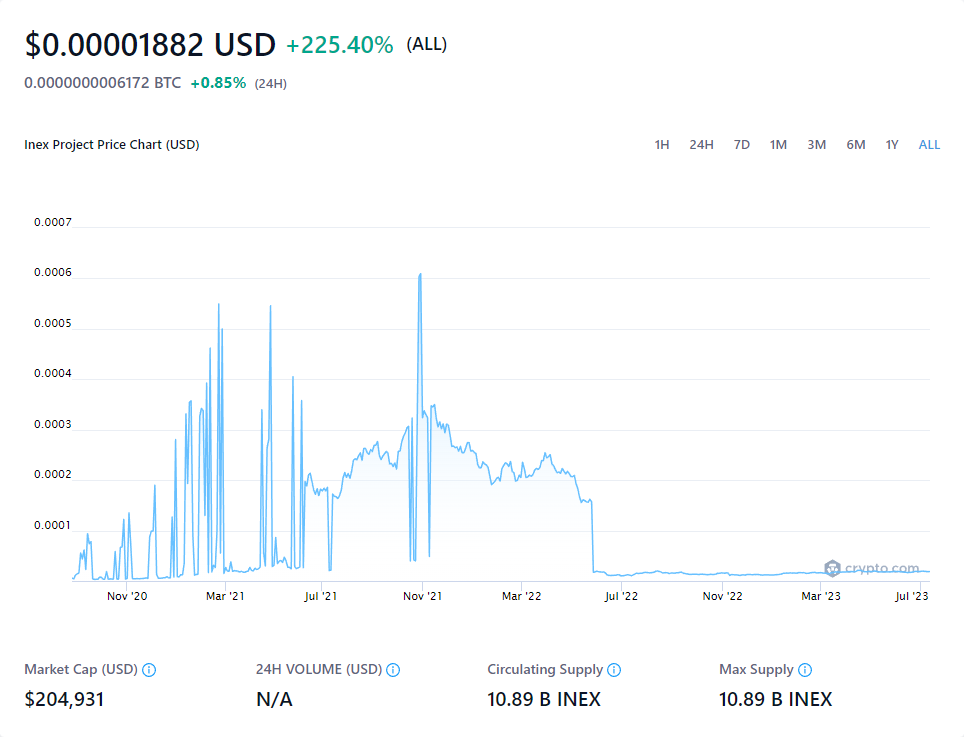 $0.00001882 USD +225.40% (ALL)
0.0000000006172 BTC +0.85% (24H)
Inex Project Price Chart (USD) 1H 24H 7D 1M 3M 6M 1Y ALL
0.0007
0.0006
0.0005
0.0004
0.0003
0.0002
0.0001
crypto.com
Nov '20 Mar '21 Jul '21 Nov '21 Mar '22 Jul '22 Nov '22 Mar '23 Jul '23
Market Cap (USD) 24H VOLUME (USD) Circulating Supply Max Supply
$204,931 N/A 10.89 B INEX 10.89 B INEX